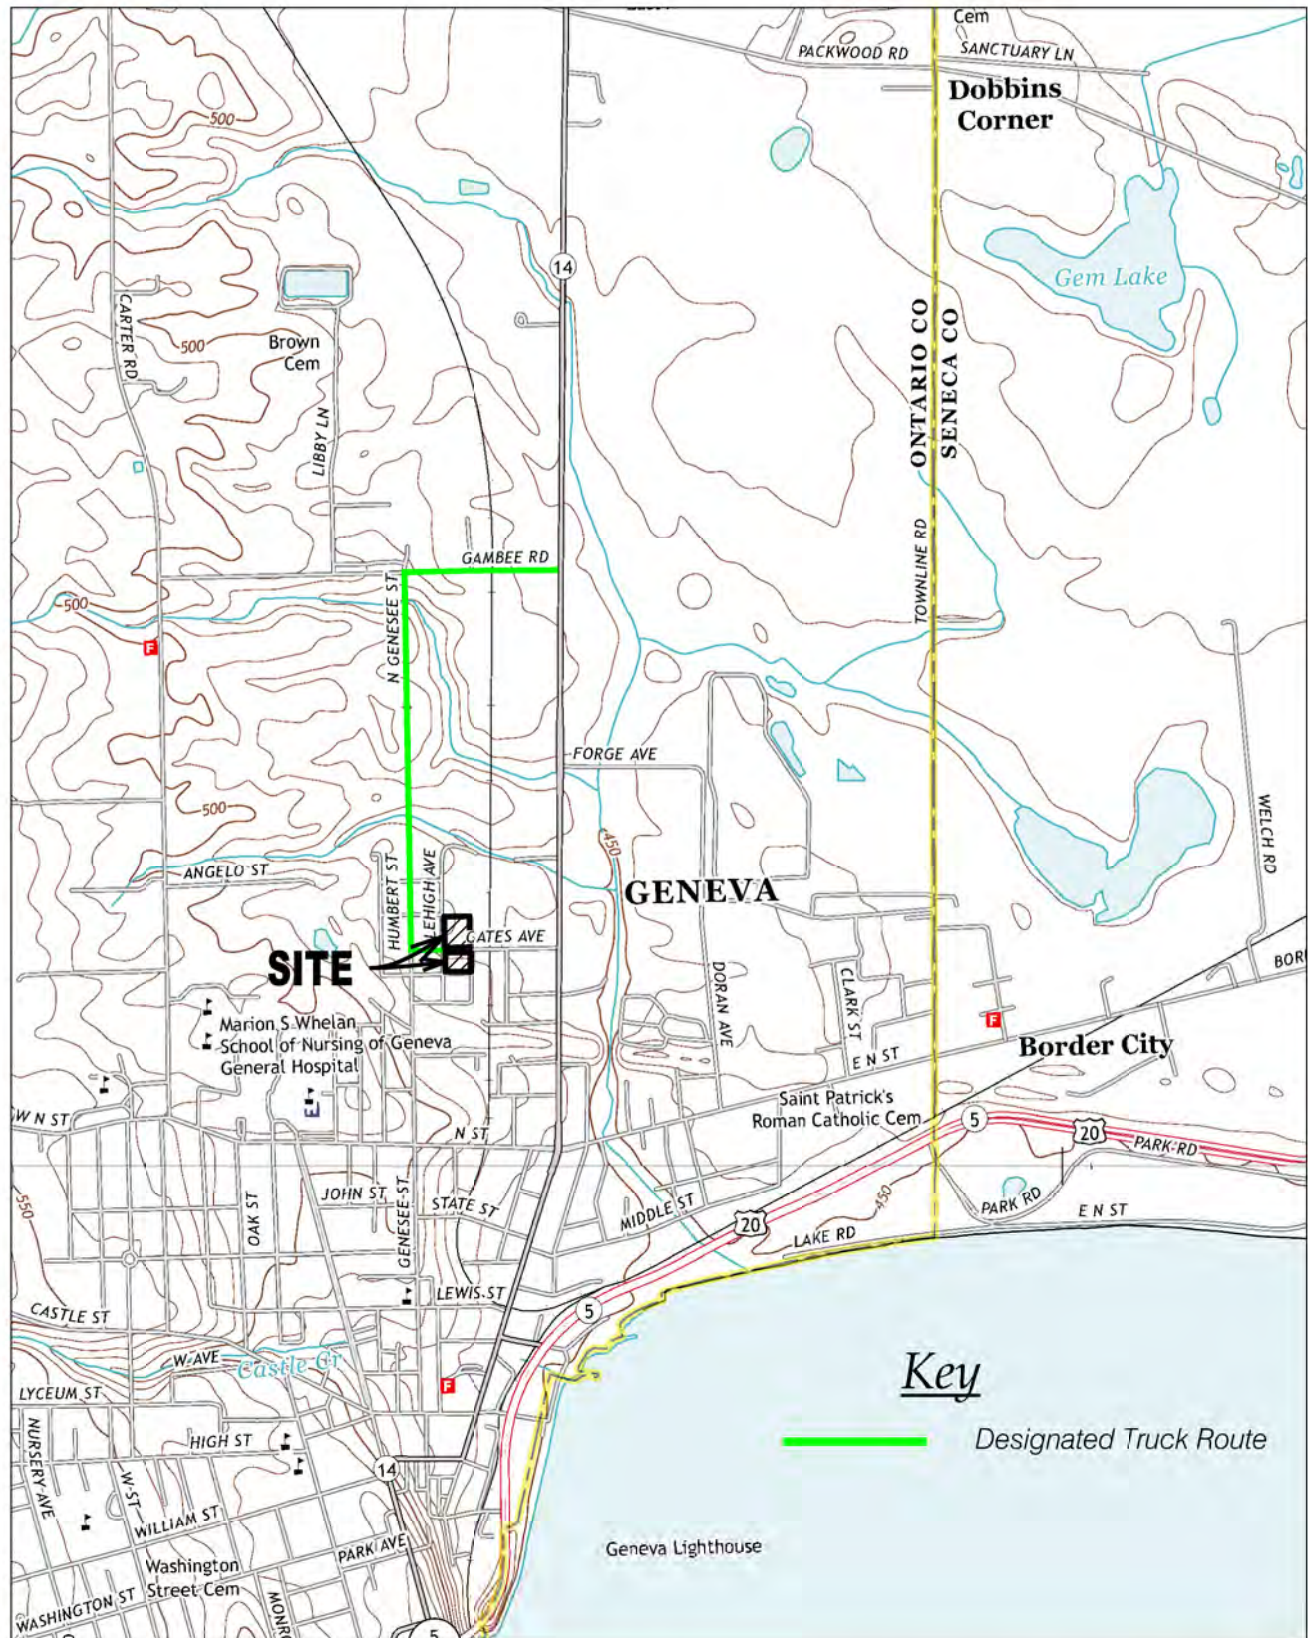 Cem
PACKWOOD RD
SANCTUARY LN
Dobbins
Corner
500
14
Gem Lake
CARTER RD
500
Brown
Cem
ONTARIO CO
SENECA CO
LIBBY LN
TOWNLINE RD
GAMBEE RD
N GENESEE ST
500
F
FORGE AVE
500
450
WELCH RD
ANGELO ST
HUMBERT ST
LEHIGH AVE
GENEVA
GATES AVE
SITE
DORAN AVE
CLARK ST
BOR
Marion S Whelan
School of Nursing of Geneva
General Hospital
F
Border City
E N ST
Saint Patrick's
Roman Catholic Cem
W N ST
N ST
5
20
PARK RD
550
OAK ST
JOHN ST
GENESEE ST
STATE ST
MIDDLE ST
450
PARK RD
E N ST
20
LAKE RD
LEWIS ST
5
CASTLE ST
W AVE
Castle Cr
LYCEUM ST
F
Key
NURSERY AVE
HIGH ST
Designated Truck Route
14
W ST
WILLIAM ST
PARK AVE
Geneva Lighthouse
Washington
Street Cem
WASHINGTON ST
MONR
5